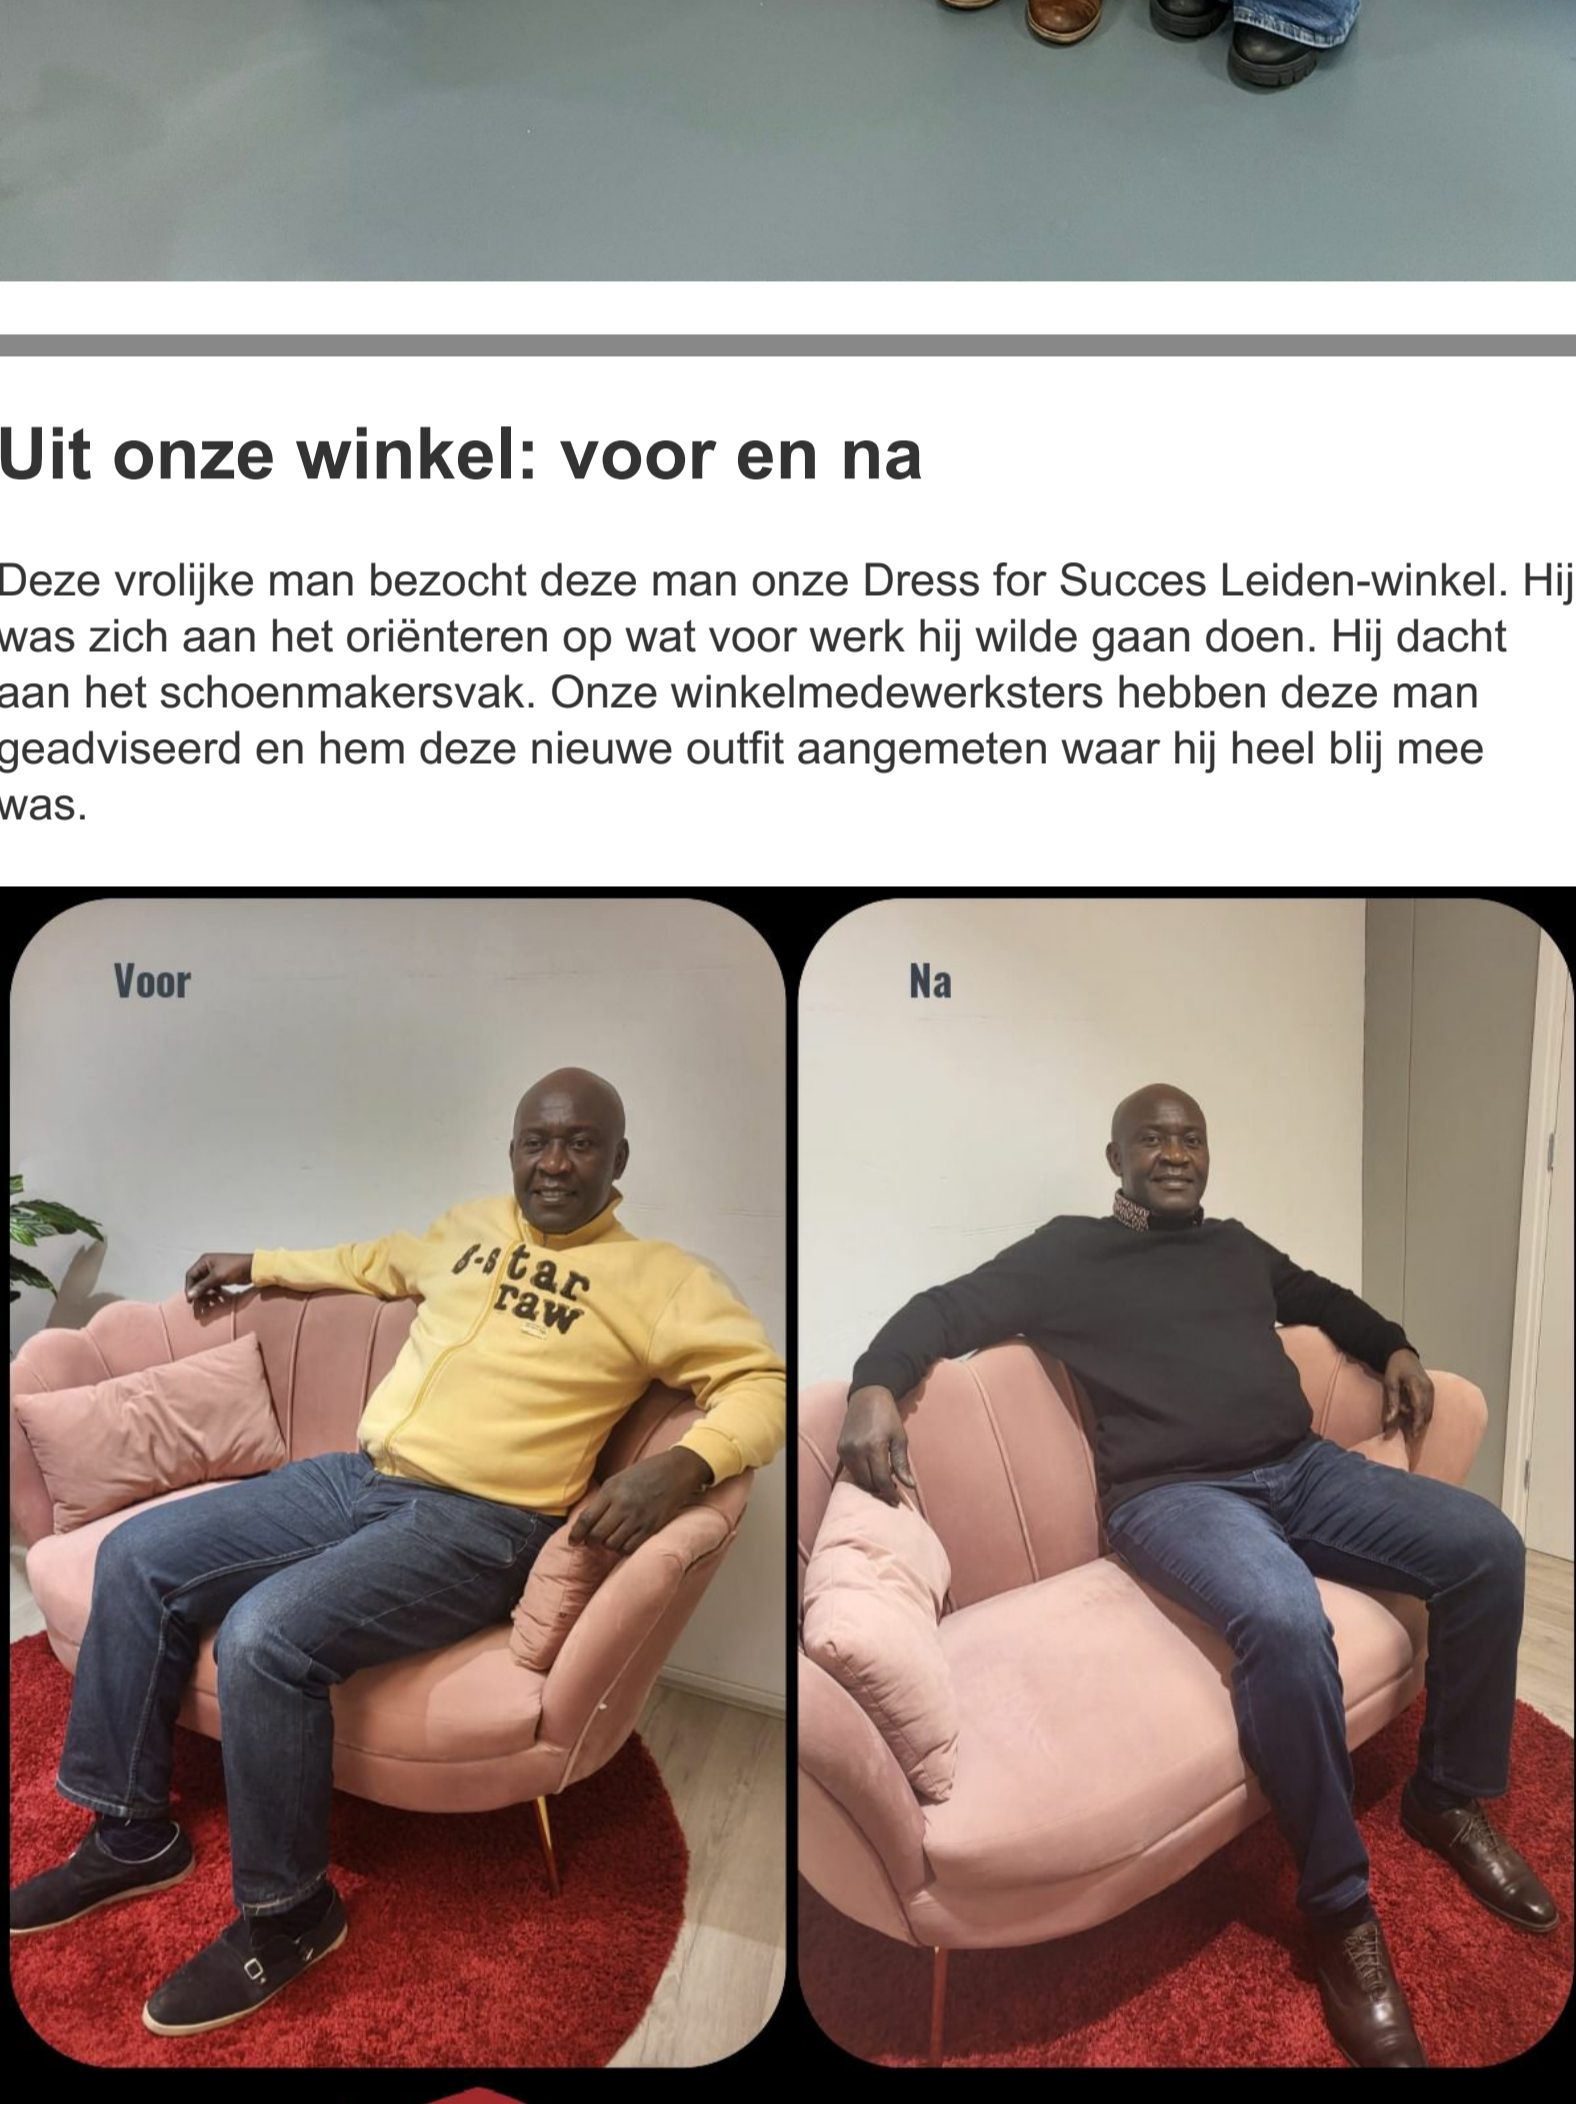 Uit onze winkel: voor en na
Deze vrolijke man bezocht deze man onze Dress for Succes Leiden-winkel. Hij
was zich aan het oriënteren op wat voor werk hij wilde gaan doen. Hij dacht
aan het schoenmakersvak. Onze winkelmedewerksters hebben deze man
geadviseerd en hem deze nieuwe outfit aangemeten waar hij heel blij mee
was.
Voor
Na
g-star
raw